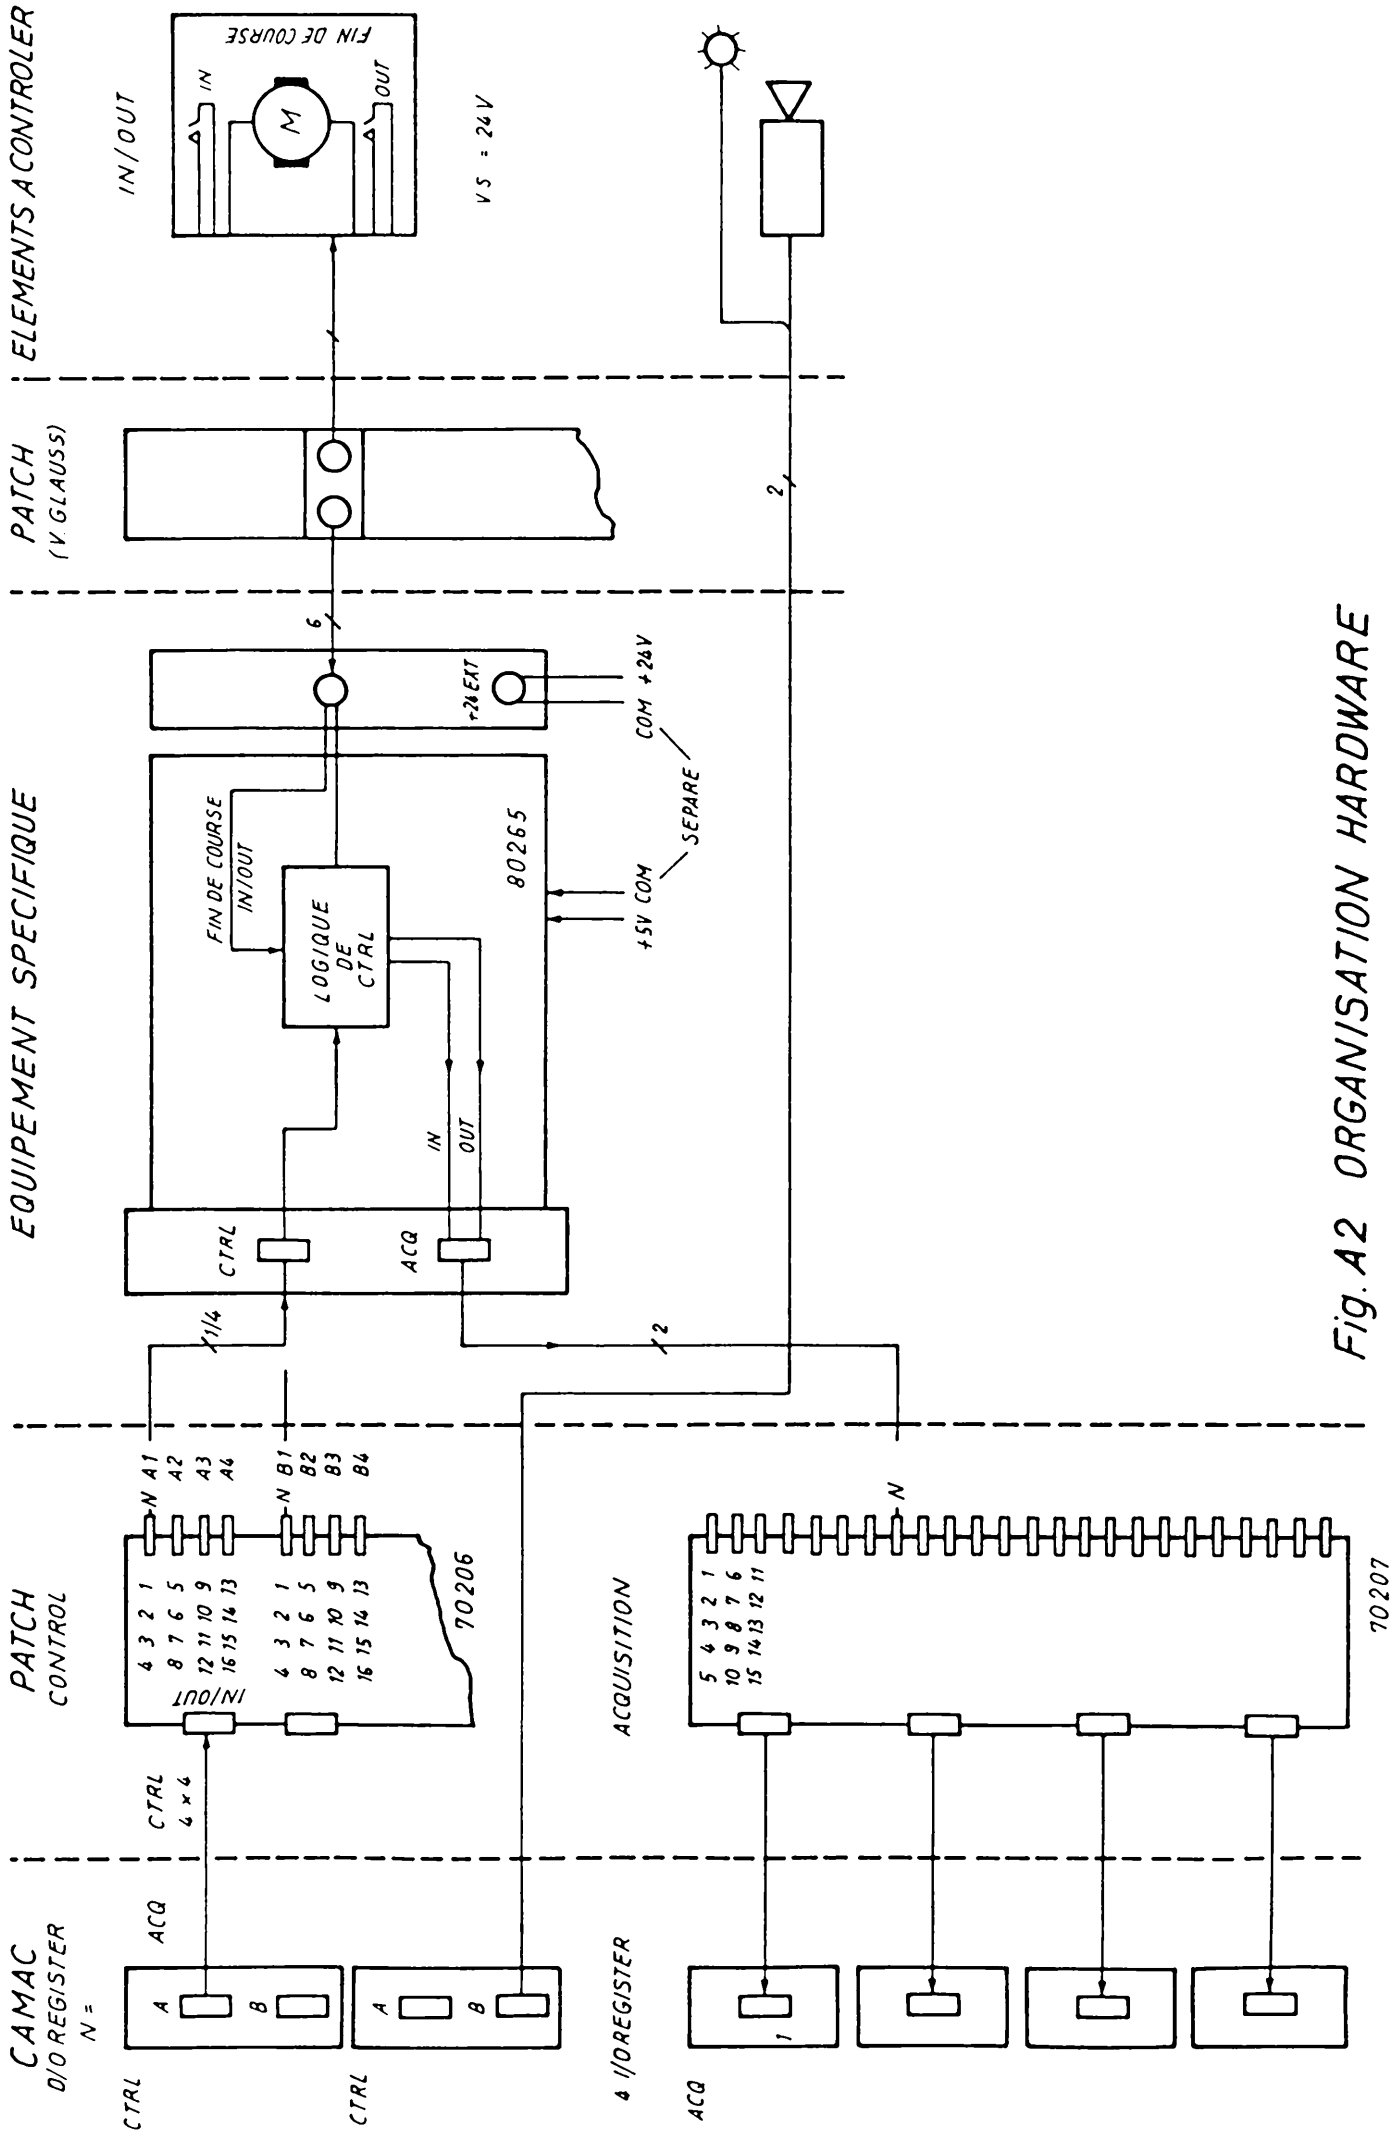 CAMAC
D/O REGISTER
N =
PATCH
CONTROL
EQUIPEMENT SPECIFIQUE
PATCH
(V. GLAUSS)
ELEMENTS A CONTROLER
CTRL
A
B
ACQ
CTRL
4 × 4
IN/OUT
4 3 2 1
8 7 6 5
12 11 10 9
16 15 14 13
N A1
A2
A3
A4
4 3 2 1
8 7 6 5
12 11 10 9
16 15 14 13
N B1
B2
B3
B4
70206
CTRL
A
B
1/4
CTRL
ACQ
2
IN
OUT
LOGIQUE
DE
CTRL
FIN DE COURSE
IN/OUT
80265
+5V COM
SEPARE
COM +24V
+24 EXT
6
IN/OUT
IN
M
OUT
FIN DE COURSE
VS = 24V
2
4 I/O REGISTER
ACQ
1
ACQUISITION
5 4 3 2 1
10 9 8 7 6
15 14 13 12 11
N
70207
Fig. A2 ORGANISATION HARDWARE